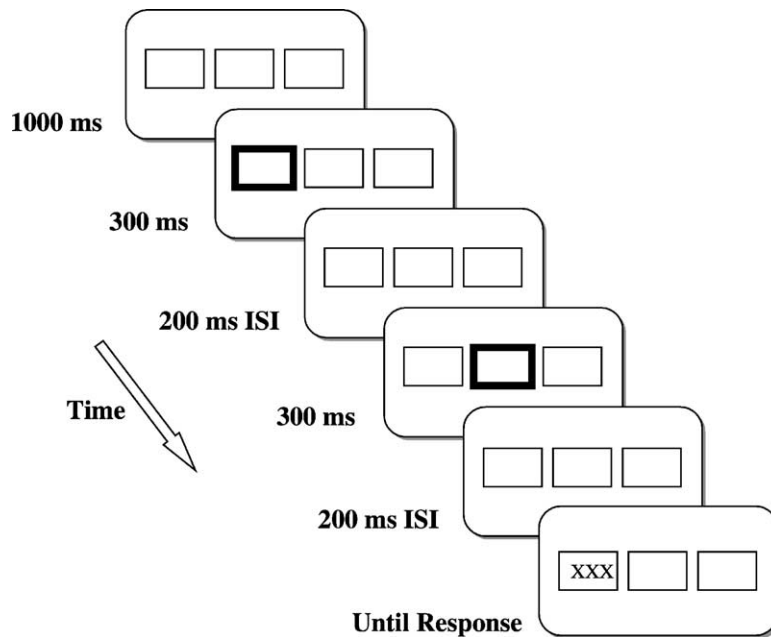 1000 ms
300 ms
200 ms ISI
Time
300 ms
200 ms ISI
XXX
Until Response